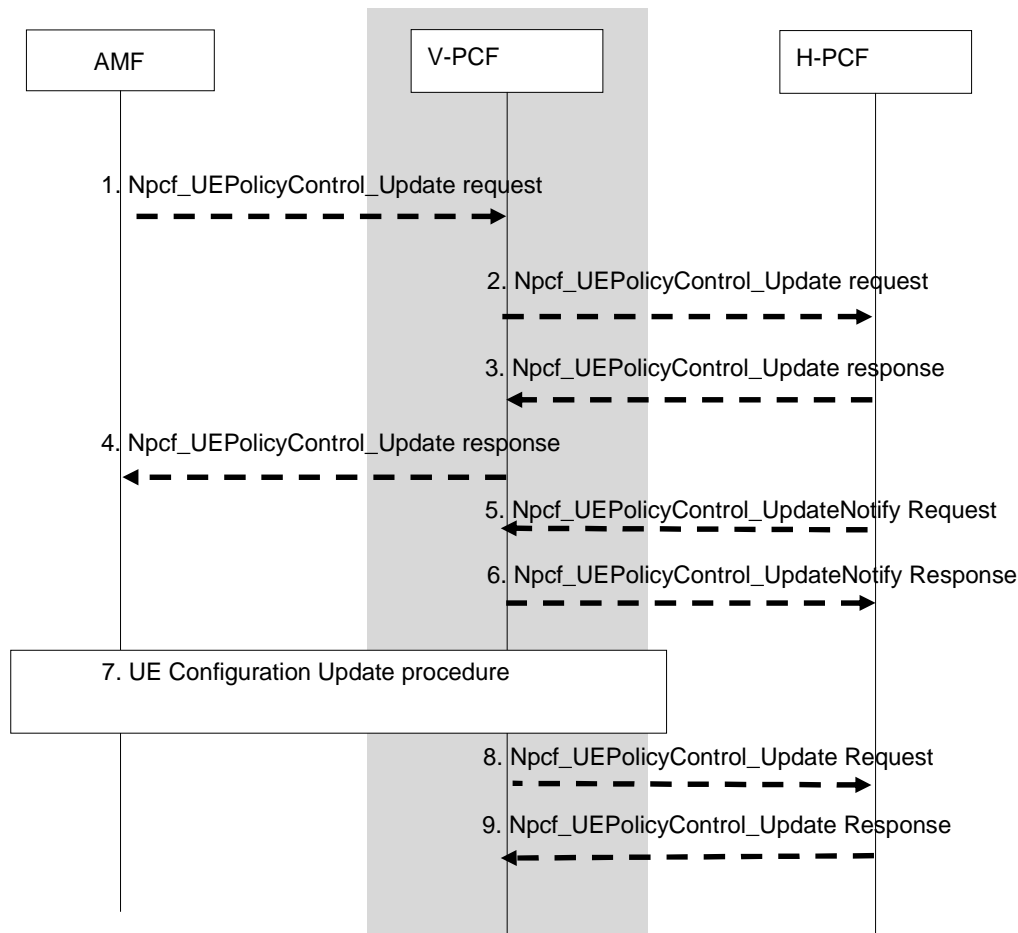 AMF
V-PCF
H-PCF
1. Npcf_UEPolicyControl_Update request
2. Npcf_UEPolicyControl_Update request
3. Npcf_UEPolicyControl_Update response
4. Npcf_UEPolicyControl_Update response
5. Npcf_UEPolicyControl_UpdateNotify Request
6. Npcf_UEPolicyControl_UpdateNotify Response
7. UE Configuration Update procedure
8. Npcf_UEPolicyControl_Update Request
9. Npcf_UEPolicyControl_Update Response